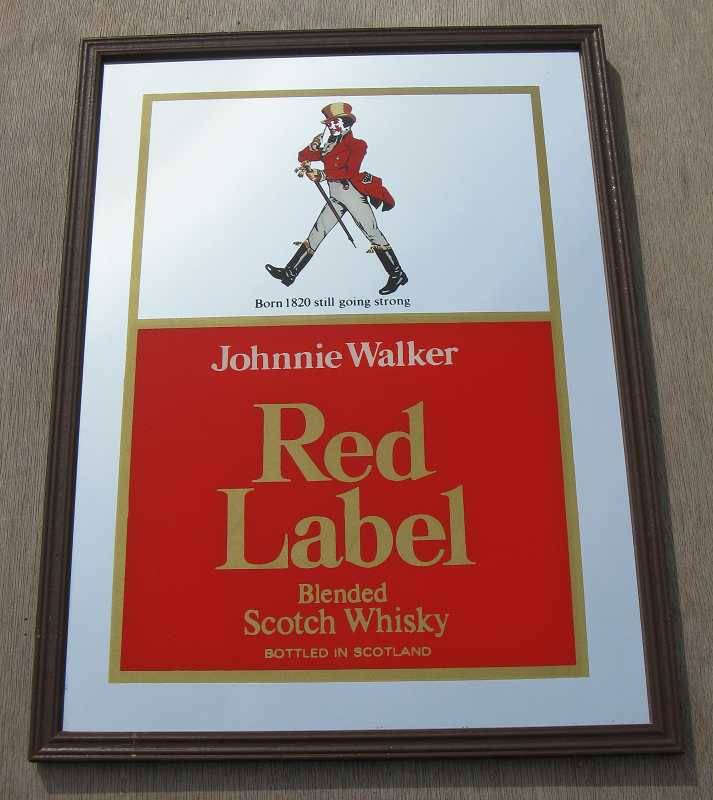 Born 1820 still going strong
Johnnie Walker
Red
Label
Blended
Scotch Whisky
BOTTLED IN SCOTLAND